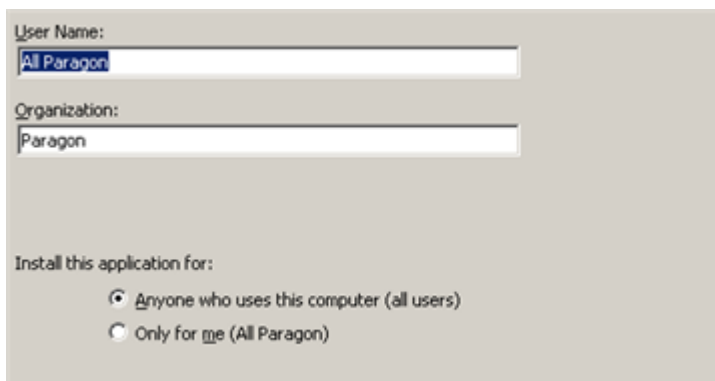 User Name:
All Paragon
Organization:
Paragon
Install this application for:
Anyone who uses this computer (all users)
Only for me (All Paragon)